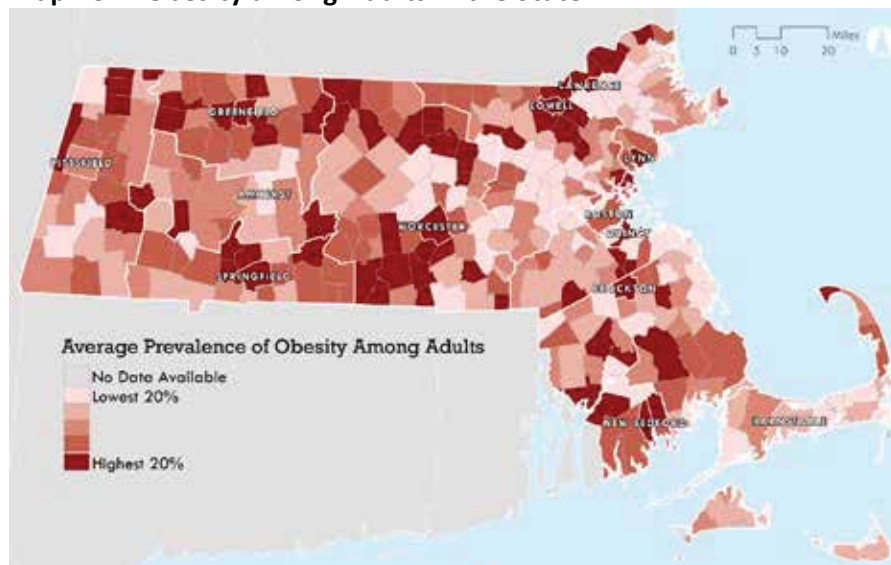 Miles
0 5 10 20
LAWRENCE
LOWELL
GREENFIELD
LYNN
PITTSFIELD
AMHERST
BOSTON
WORCESTER
QUINCY
SPRINGFIELD
BROCKTON
Average Prevalence of Obesity Among Adults
No Data Available
Lowest 20%
Highest 20%
NEW BEDFORD
BARNSTABLE